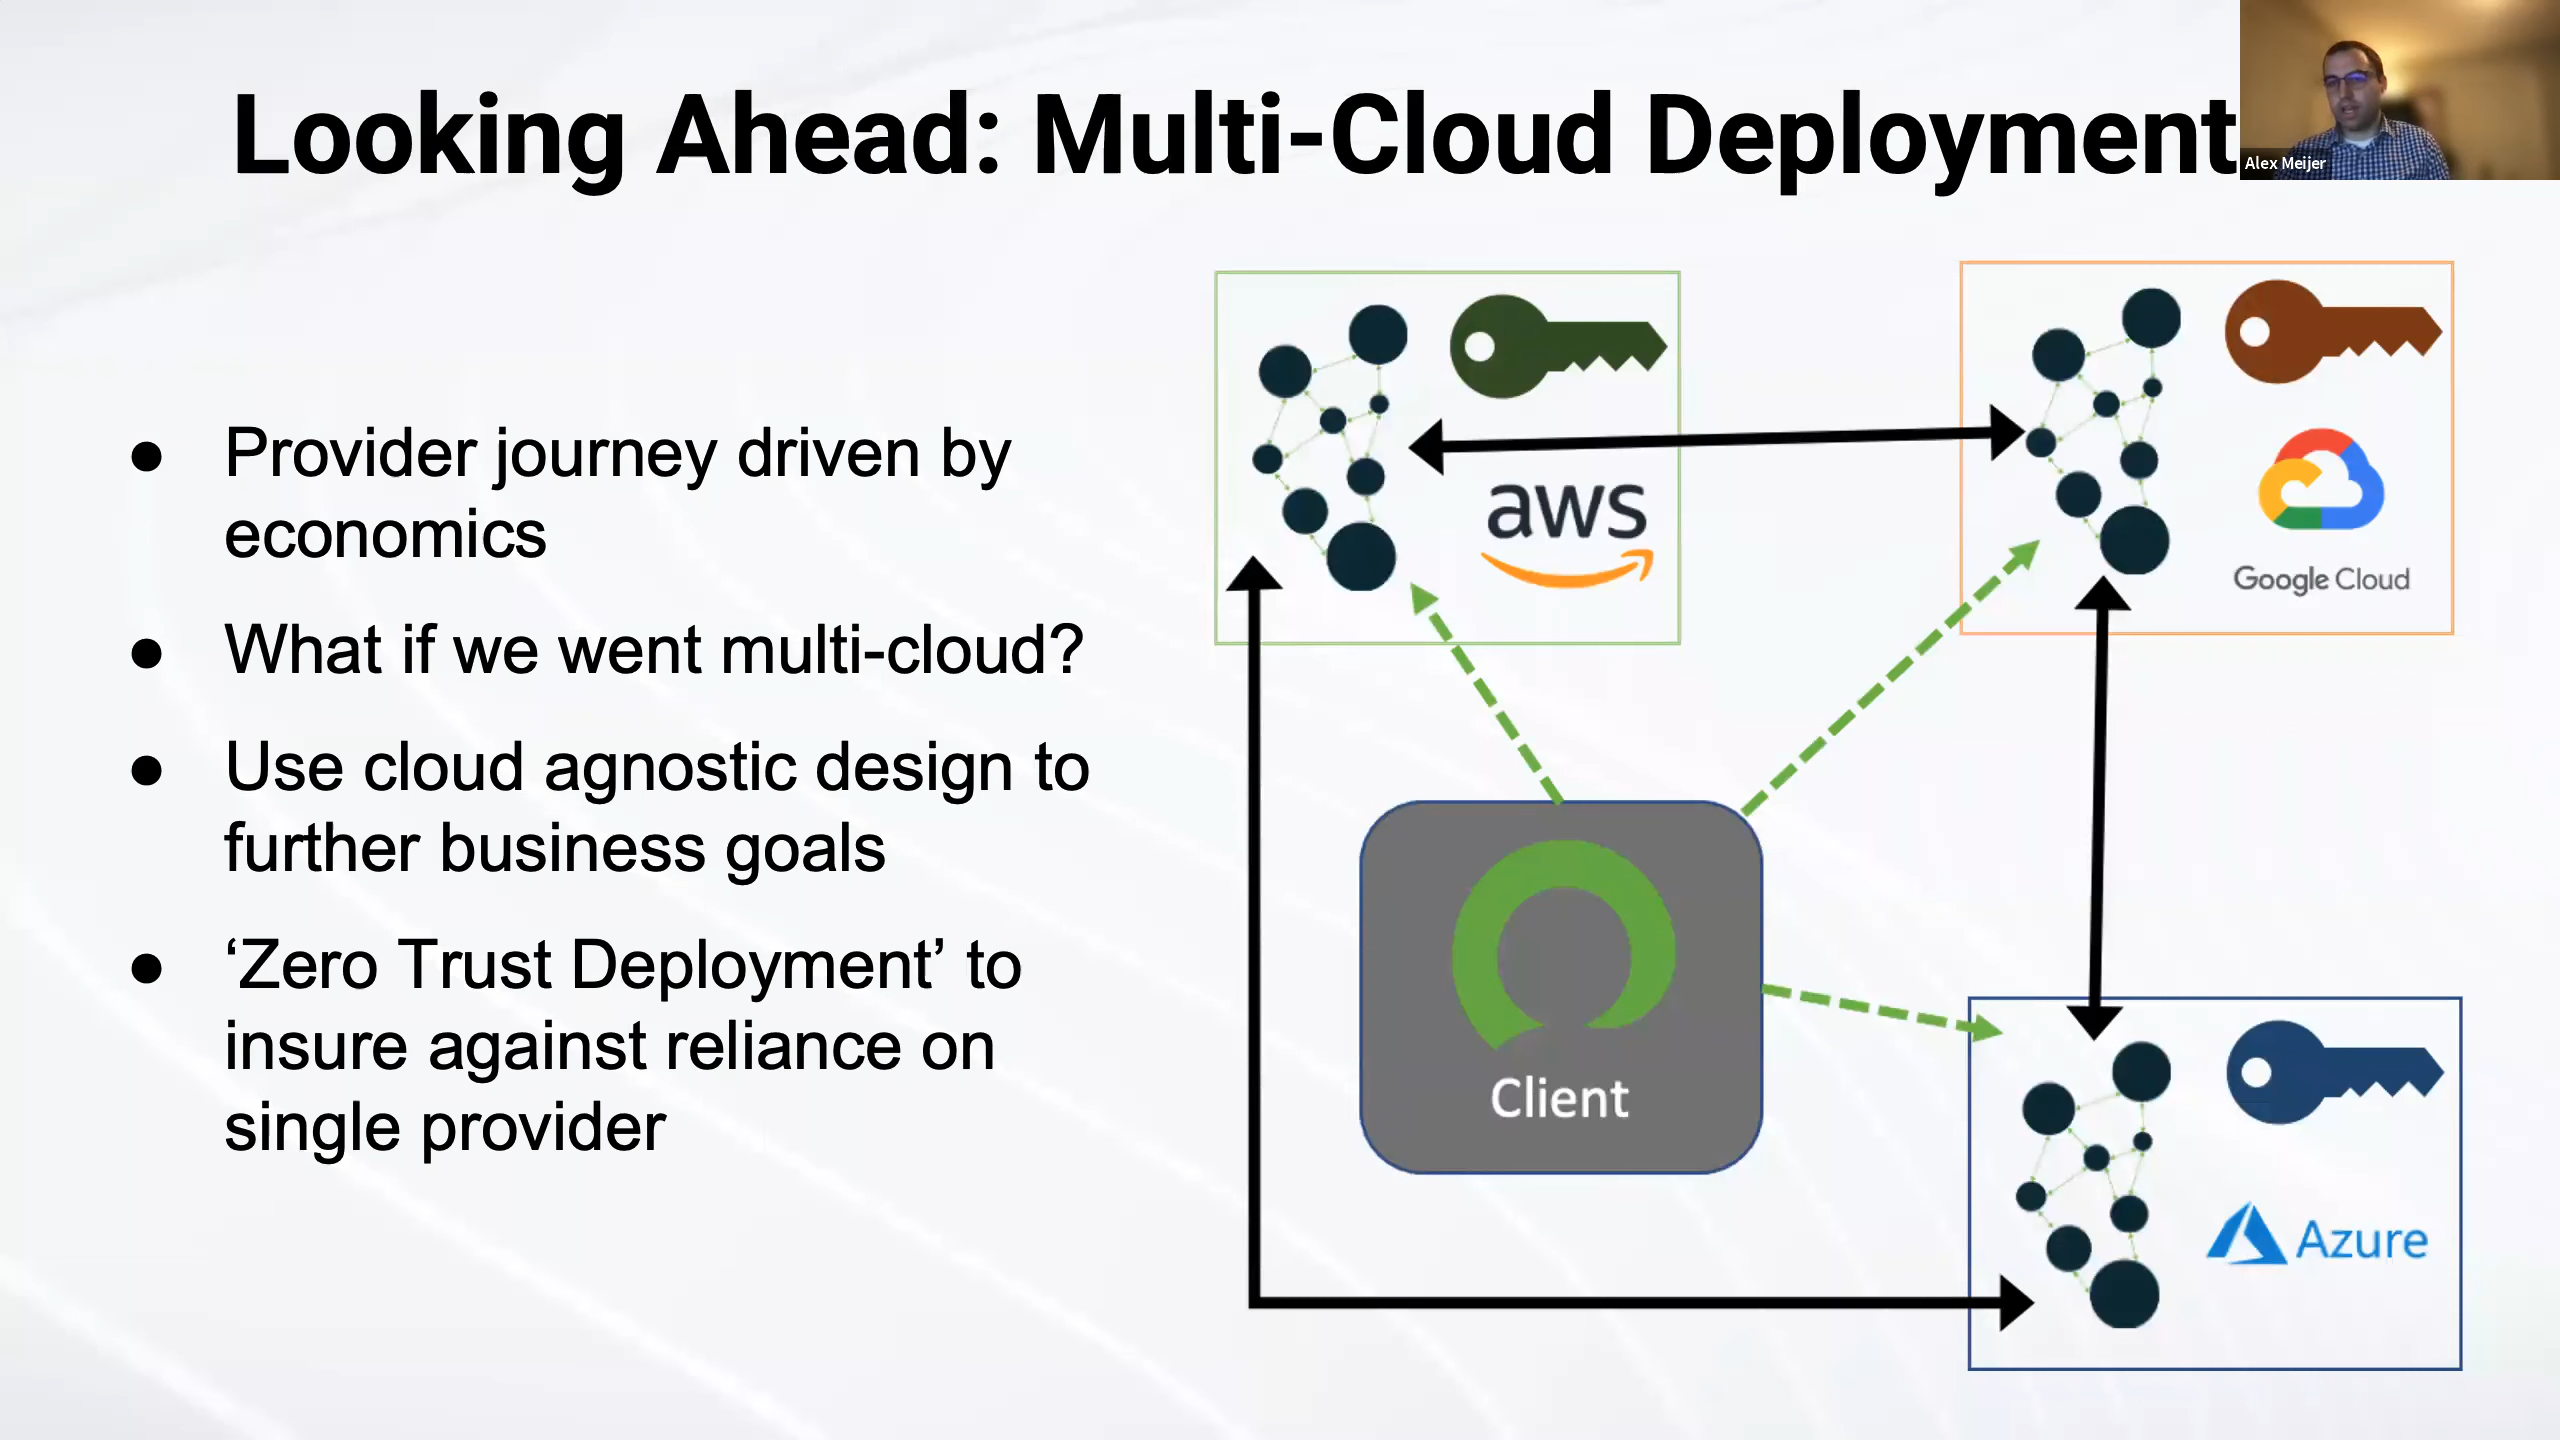 Looking Ahead: Multi-Cloud Deployment
Alex Meijer
● Provider journey driven by
economics
● What if we went multi-cloud?
● Use cloud agnostic design to
further business goals
● ‘Zero Trust Deployment’ to
insure against reliance on
single provider
aws
Google Cloud
Client
Azure